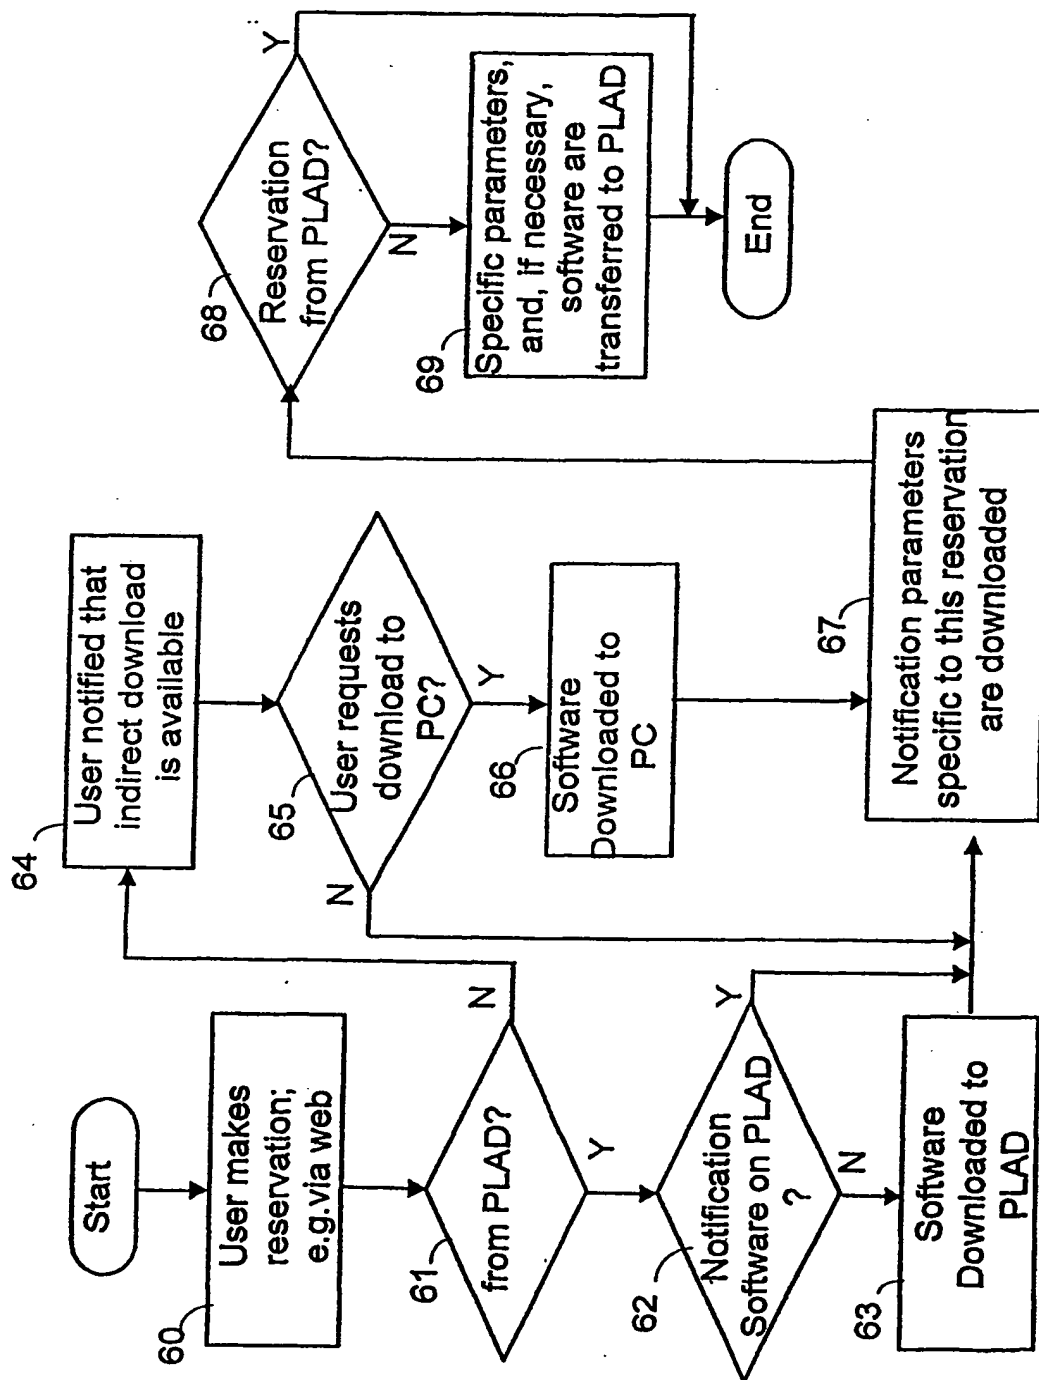 Start
60
User makes
reservation;
e.g.via web
61
from PLAD?
N
Y
62
Notification
Software on PLAD
?
Y
N
63
Software
Downloaded to
PLAD
64
User notified that
indirect download
is available
65
User requests
download to
PC?
N
Y
66
Software
Downloaded to
PC
67
Notification parameters
specific to this reservation
are downloaded
68
Reservation
from PLAD?
Y
N
69
Specific parameters,
and, if necessary,
software are
transferred to PLAD
End